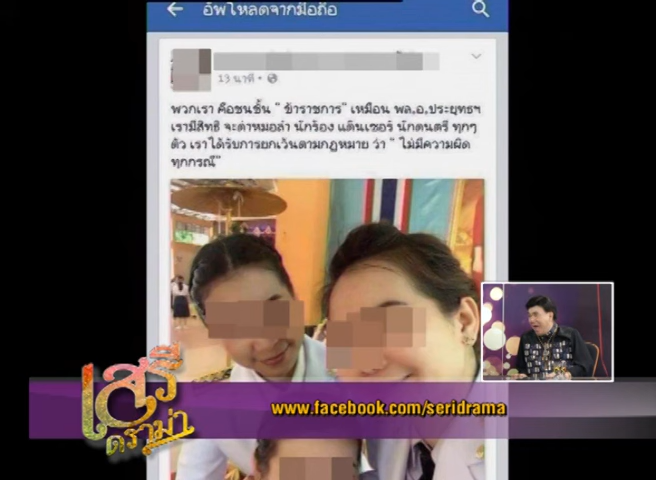 อัพโหลดจากมือถือ
13 นาที •
พวกเรา คือชนชั้น " ข้าราชการ" เหมือน พล,อ,ประยุทธฯ
เรามีสิทธิ จะด่าหมอลำ นักร้อง แด๊นเซอร์ นักดนตรี ทุกๆ
ตัว เราได้รับการยกเว้นตามกฎหมาย ว่า " ไม่มีความผิด
ทุกกรณี"
เสรี
ดราม่า
www.facebook.com/seridrama